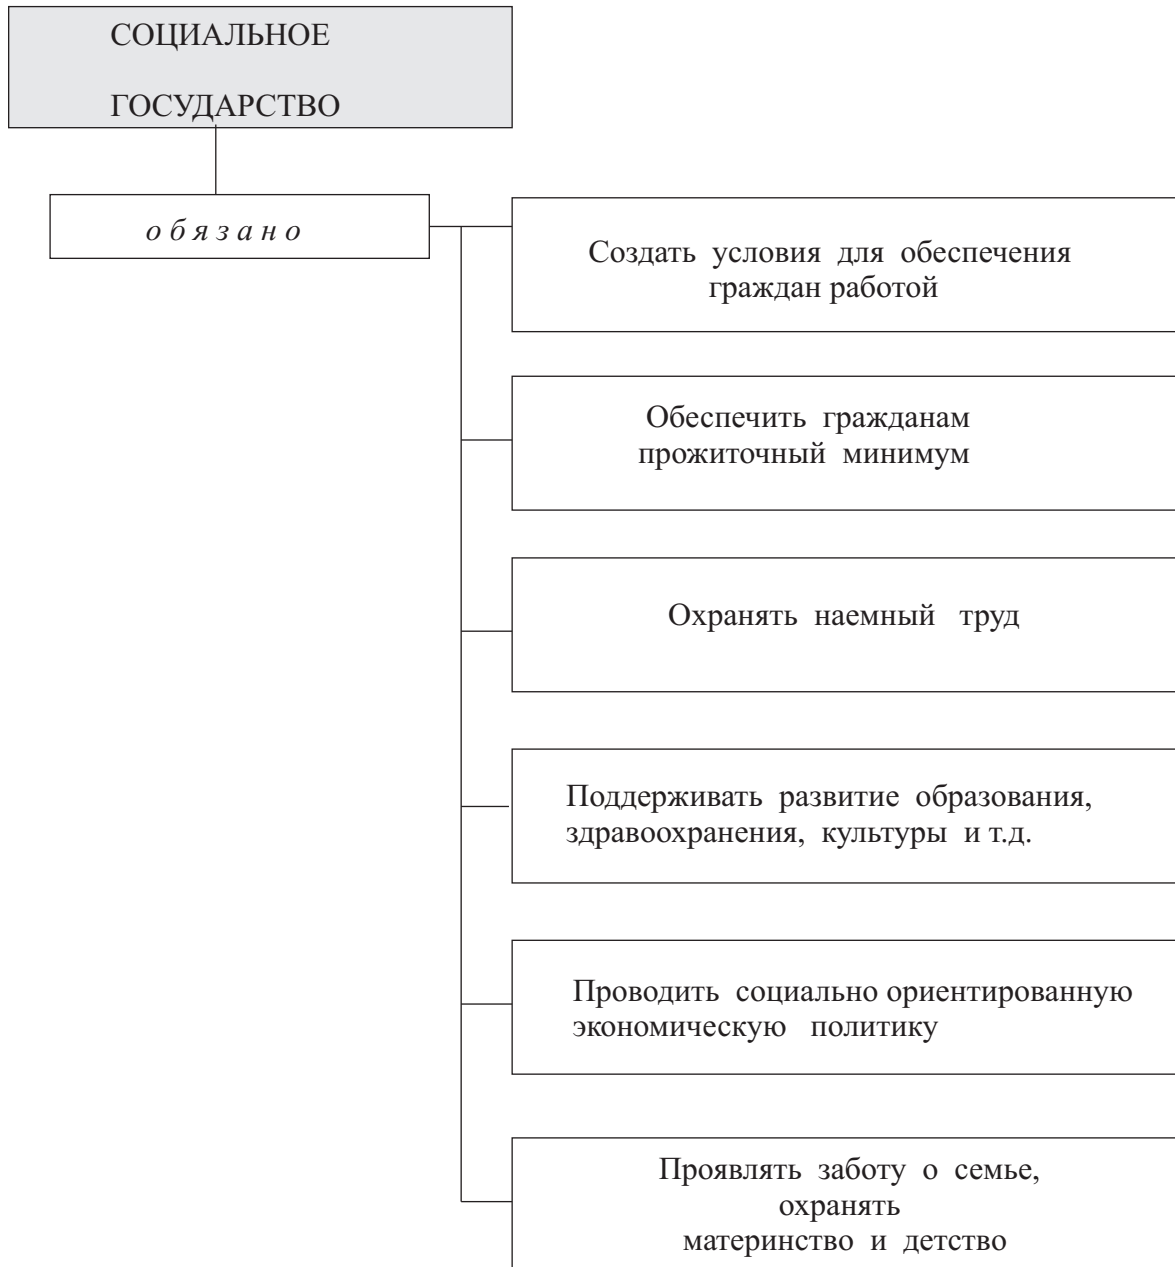 СОЦИАЛЬНОЕ
ГОСУДАРСТВО
обязано
Создать условия для обеспечения
граждан работой
Обеспечить гражданам
прожиточный минимум
Охранять наемный труд
Поддерживать развитие образования,
здравоохранения, культуры и т.д.
Проводить социально ориентированную
экономическую политику
Проявлять заботу о семье,
охранять
материнство и детство